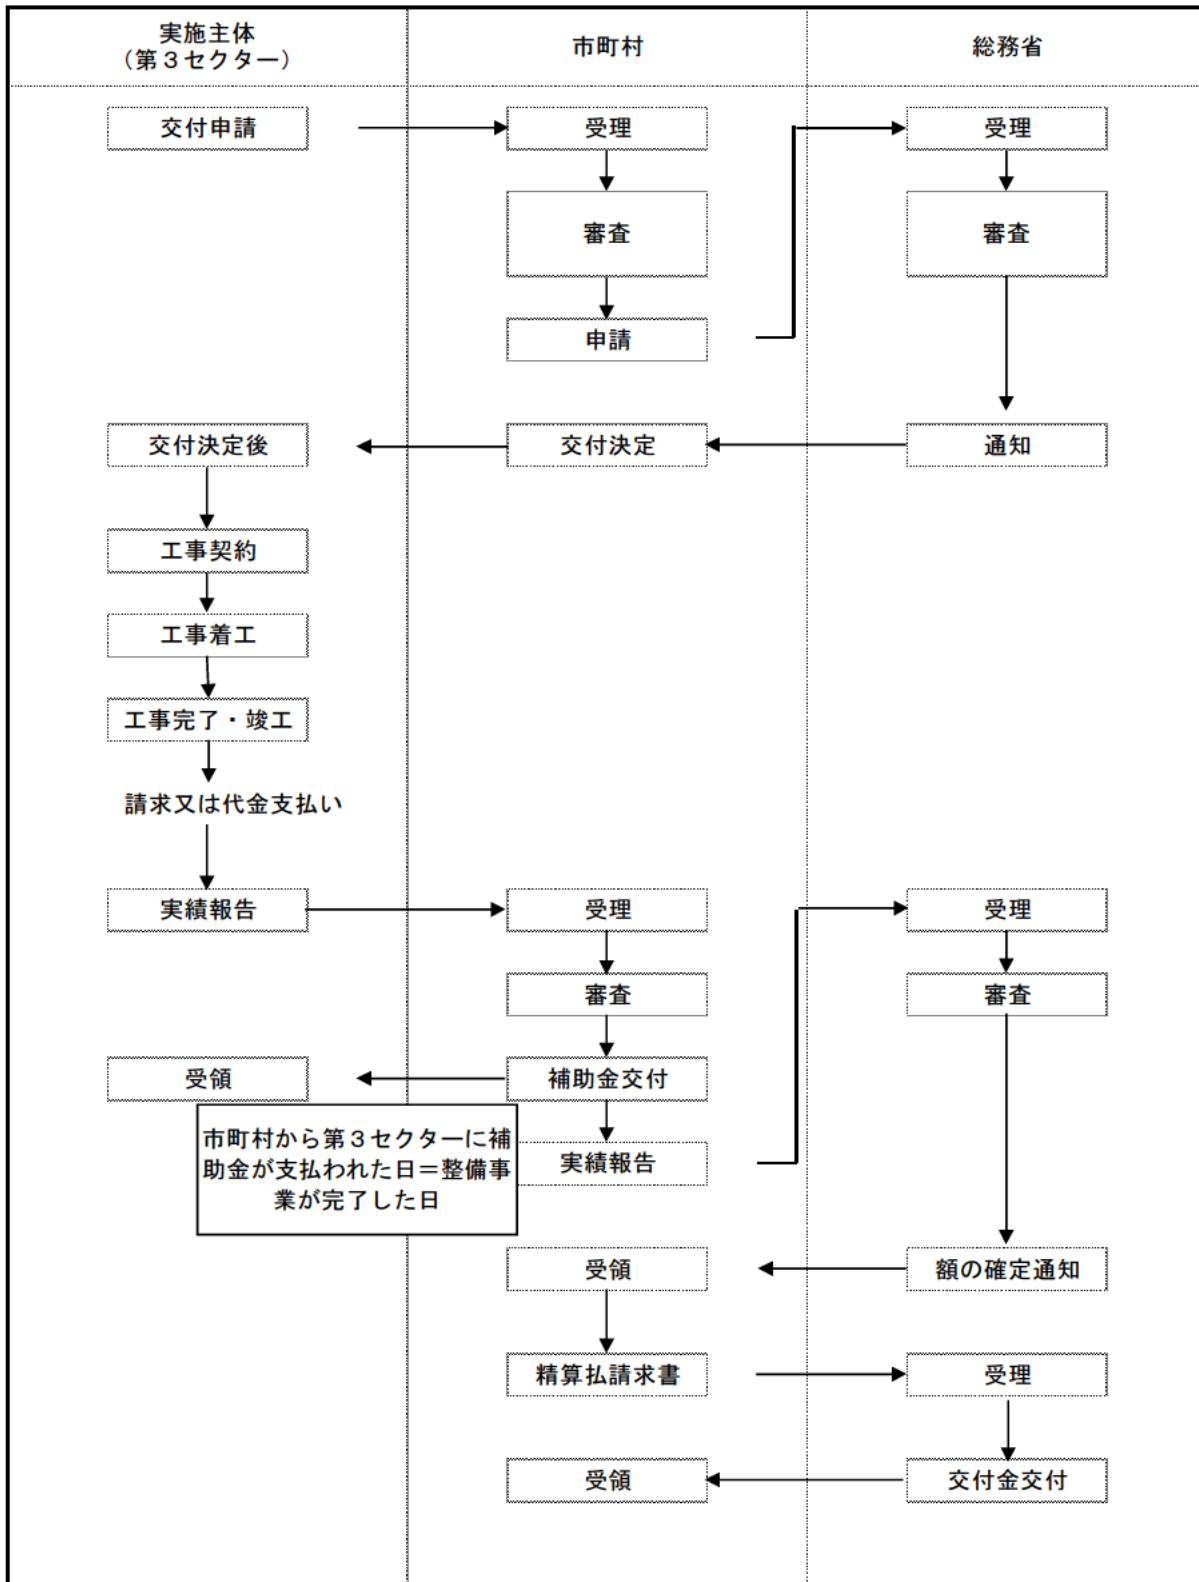 実施主体
（第３セクター）
市町村
総務省
交付申請
受理
受理
審査
審査
申請
交付決定後
交付決定
通知
工事契約
工事着工
工事完了・竣工
請求又は代金支払い
実績報告
受理
受理
審査
審査
受領
補助金交付
市町村から第３セクターに補
助金が支払われた日＝整備事
業が完了した日
実績報告
受領
額の確定通知
精算払請求書
受理
受領
交付金交付